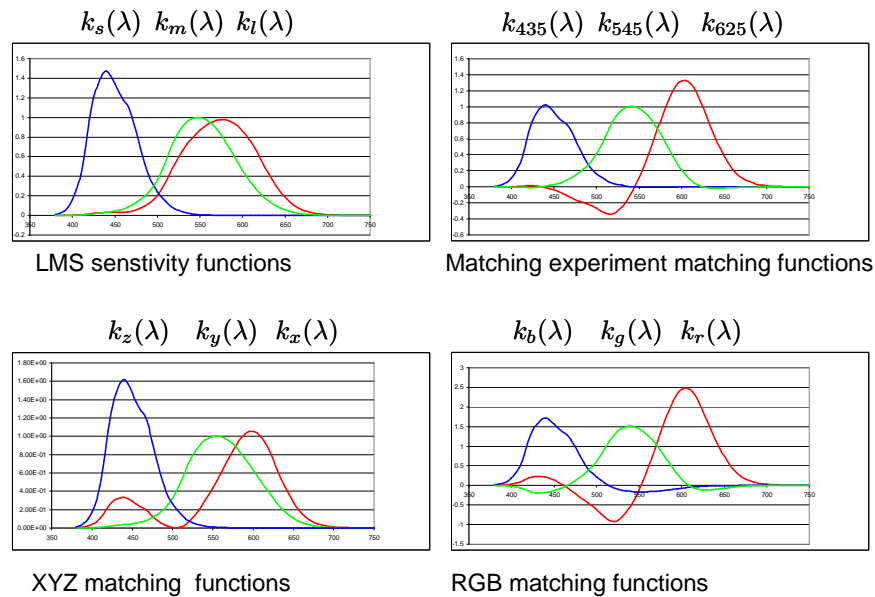 k_s(λ) k_m(λ) k_l(λ)
1.6
1.4
1.2
1
0.8
0.6
0.4
0.2
0
-0.2
350 400 450 500 550 600 650 700 750
LMS senstivity functions
k_435(λ) k_545(λ) k_625(λ)
1.6
1.4
1.2
1
0.8
0.6
0.4
0.2
0
-0.2
-0.4
-0.6
350 400 450 500 550 600 650 700 750
Matching experiment matching functions
k_z(λ) k_y(λ) k_x(λ)
1.80E+00
1.60E+00
1.40E+00
1.20E+00
1.00E+00
8.00E-01
6.00E-01
4.00E-01
2.00E-01
0.00E+00
350 400 450 500 550 600 650 700 750
XYZ matching functions
k_b(λ) k_g(λ) k_r(λ)
3
2.5
2
1.5
1
0.5
0
-0.5
-1
-1.5
350 400 450 500 550 600 650 700 750
RGB matching functions